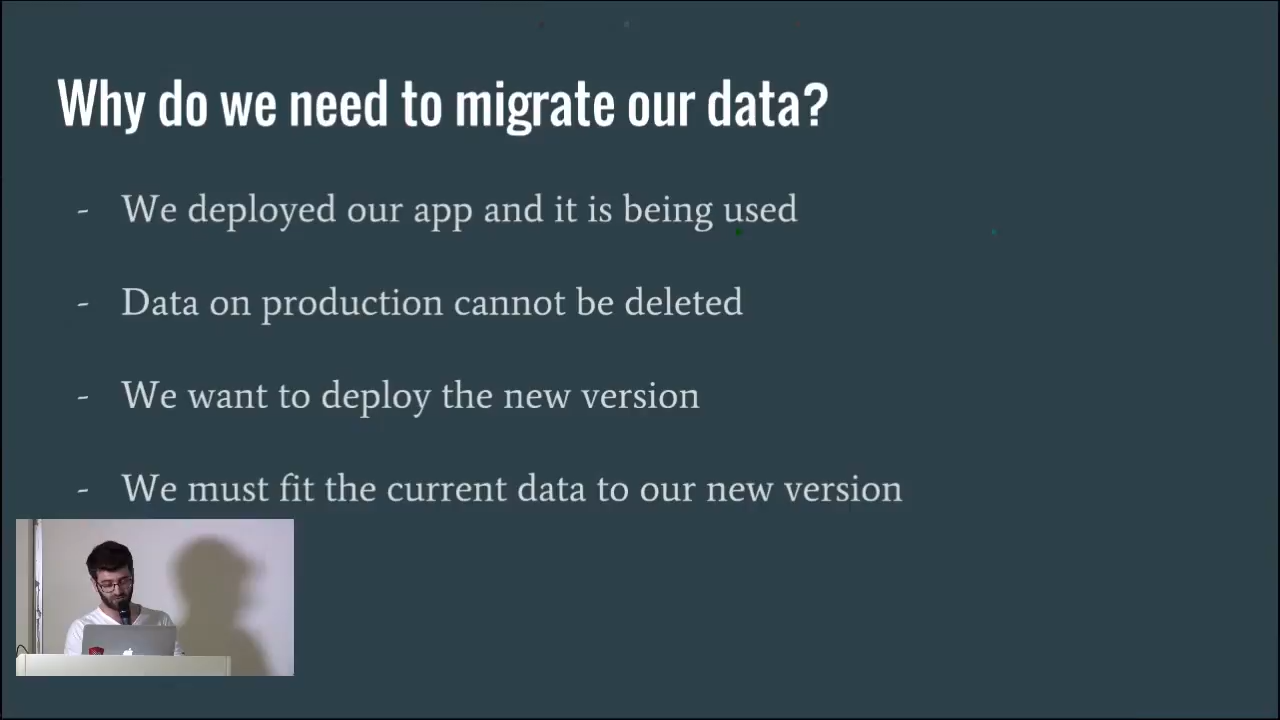 Why do we need to migrate our data?
- We deployed our app and it is being used
- Data on production cannot be deleted
- We want to deploy the new version
- We must fit the current data to our new version